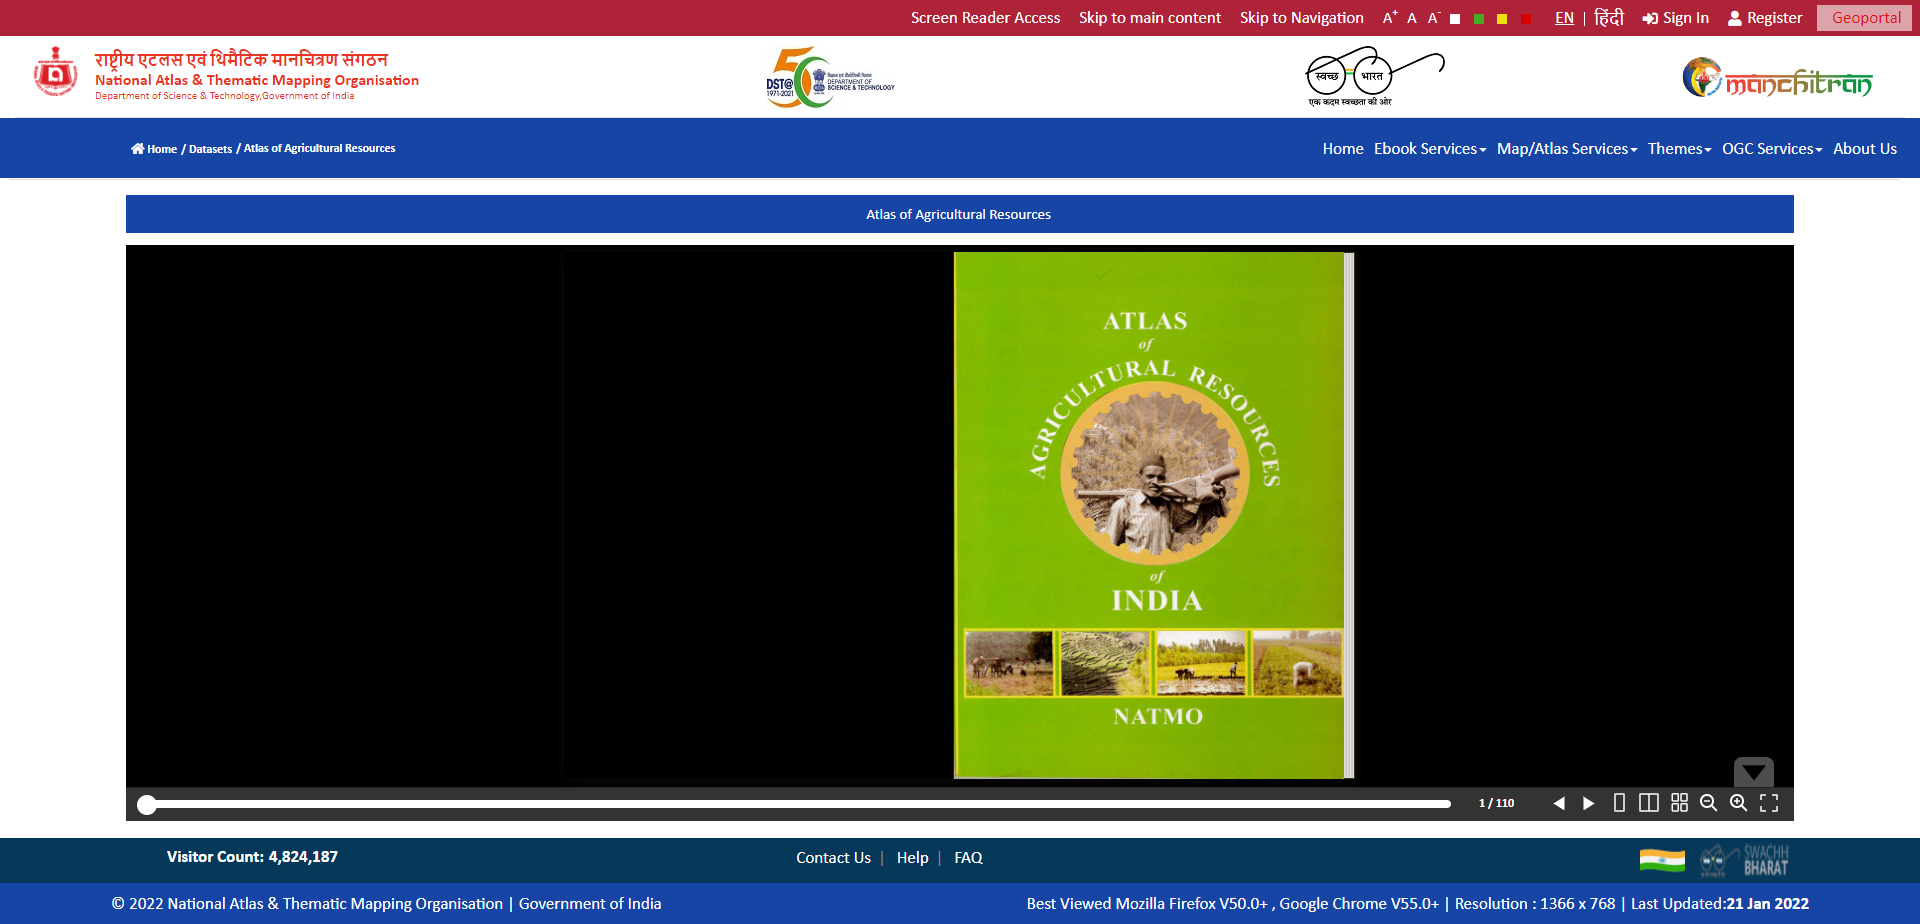 Screen Reader Access Skip to main content Skip to Navigation A+ A A- EN | हिंदी Sign In Register Geoportal
राष्ट्रीय एटलस एवं थिमैटिक मानचित्रण संगठन
National Atlas & Thematic Mapping Organisation
Department of Science & Technology,Government of India
50
DST@
1971-2021
विज्ञान एवं प्रौद्योगिकी विभाग
DEPARTMENT OF
SCIENCE & TECHNOLOGY
स्वच्छ भारत
एक कदम स्वच्छता की ओर
manchitran
Home / Datasets / Atlas of Agricultural Resources
Home Ebook Services Map/Atlas Services Themes OGC Services About Us
Atlas of Agricultural Resources
ATLAS
of
AGRICULTURAL RESOURCES
of
INDIA
NATMO
1 / 110
Visitor Count: 4,824,187
Contact Us | Help | FAQ
SWACHH
BHARAT
© 2022 National Atlas & Thematic Mapping Organisation | Government of India
Best Viewed Mozilla Firefox V50.0+ , Google Chrome V55.0+ | Resolution : 1366 x 768 | Last Updated:21 Jan 2022